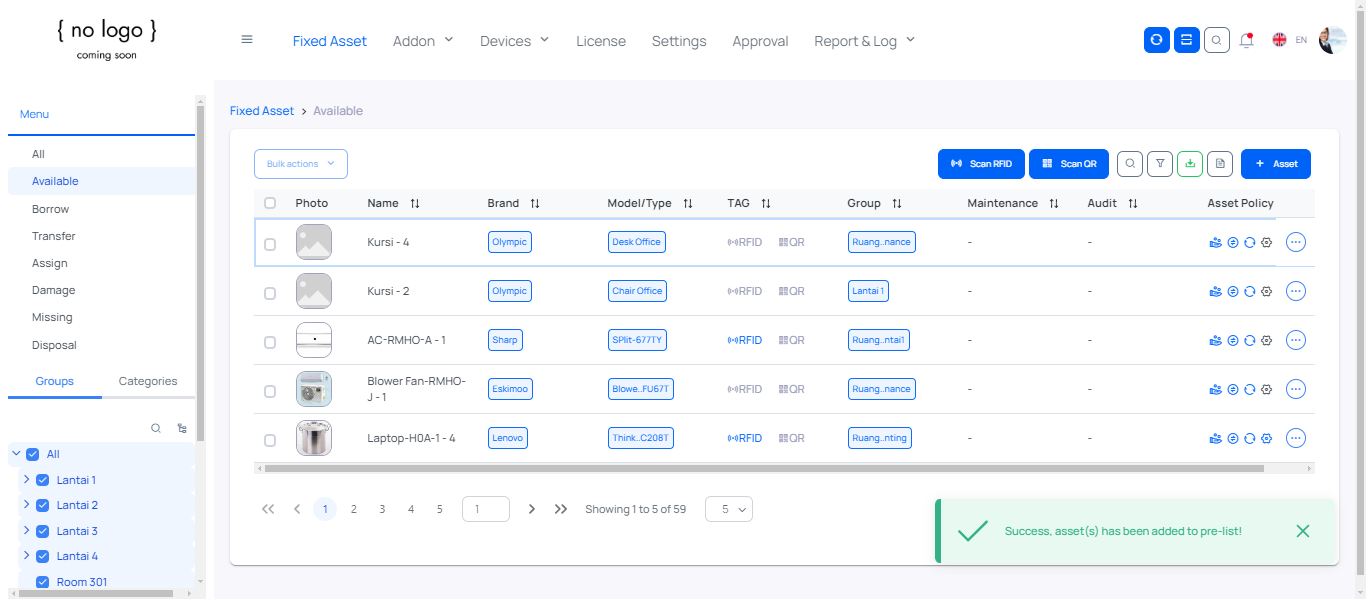 { no logo }
coming soon
Fixed Asset Addon Devices License Settings Approval Report & Log EN
Menu
All
Available
Borrow
Transfer
Assign
Damage
Missing
Disposal
Groups Categories
All
Lantai 1
Lantai 2
Lantai 3
Lantai 4
Room 301
Fixed Asset > Available
Bulk actions Scan RFID Scan QR + Asset
Photo Name Brand Model/Type TAG Group Maintenance Audit Asset Policy
Kursi - 4 Olympic Desk Office RFID QR Ruang..nance - -
Kursi - 2 Olympic Chair Office RFID QR Lantai 1 - -
AC-RMHO-A - 1 Sharp SPlit-677TY RFID QR Ruang..ntai1 - -
Blower Fan-RMHO-
J - 1 Eskimoo Blowe..FU67T RFID QR Ruang..nance - -
Laptop-H0A-1 - 4 Lenovo Think..C208T RFID QR Ruang..nting - -
1 2 3 4 5 1 Showing 1 to 5 of 59 5
Success, asset(s) has been added to pre-list!